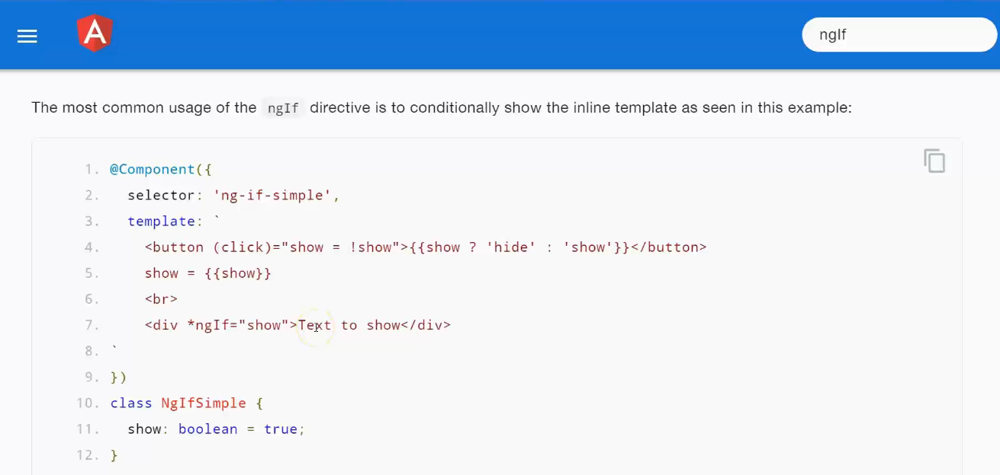 A
ngIf
The most common usage of the ngIf directive is to conditionally show the inline template as seen in this example:
1. @Component({
2.   selector: 'ng-if-simple',
3.   template: `
4.     <button (click)="show = !show">{{show ? 'hide' : 'show'}}</button>
5.     show = {{show}}
6.     <br>
7.     <div *ngIf="show">Text to show</div>
8. `
9. })
10. class NgIfSimple {
11.   show: boolean = true;
12. }